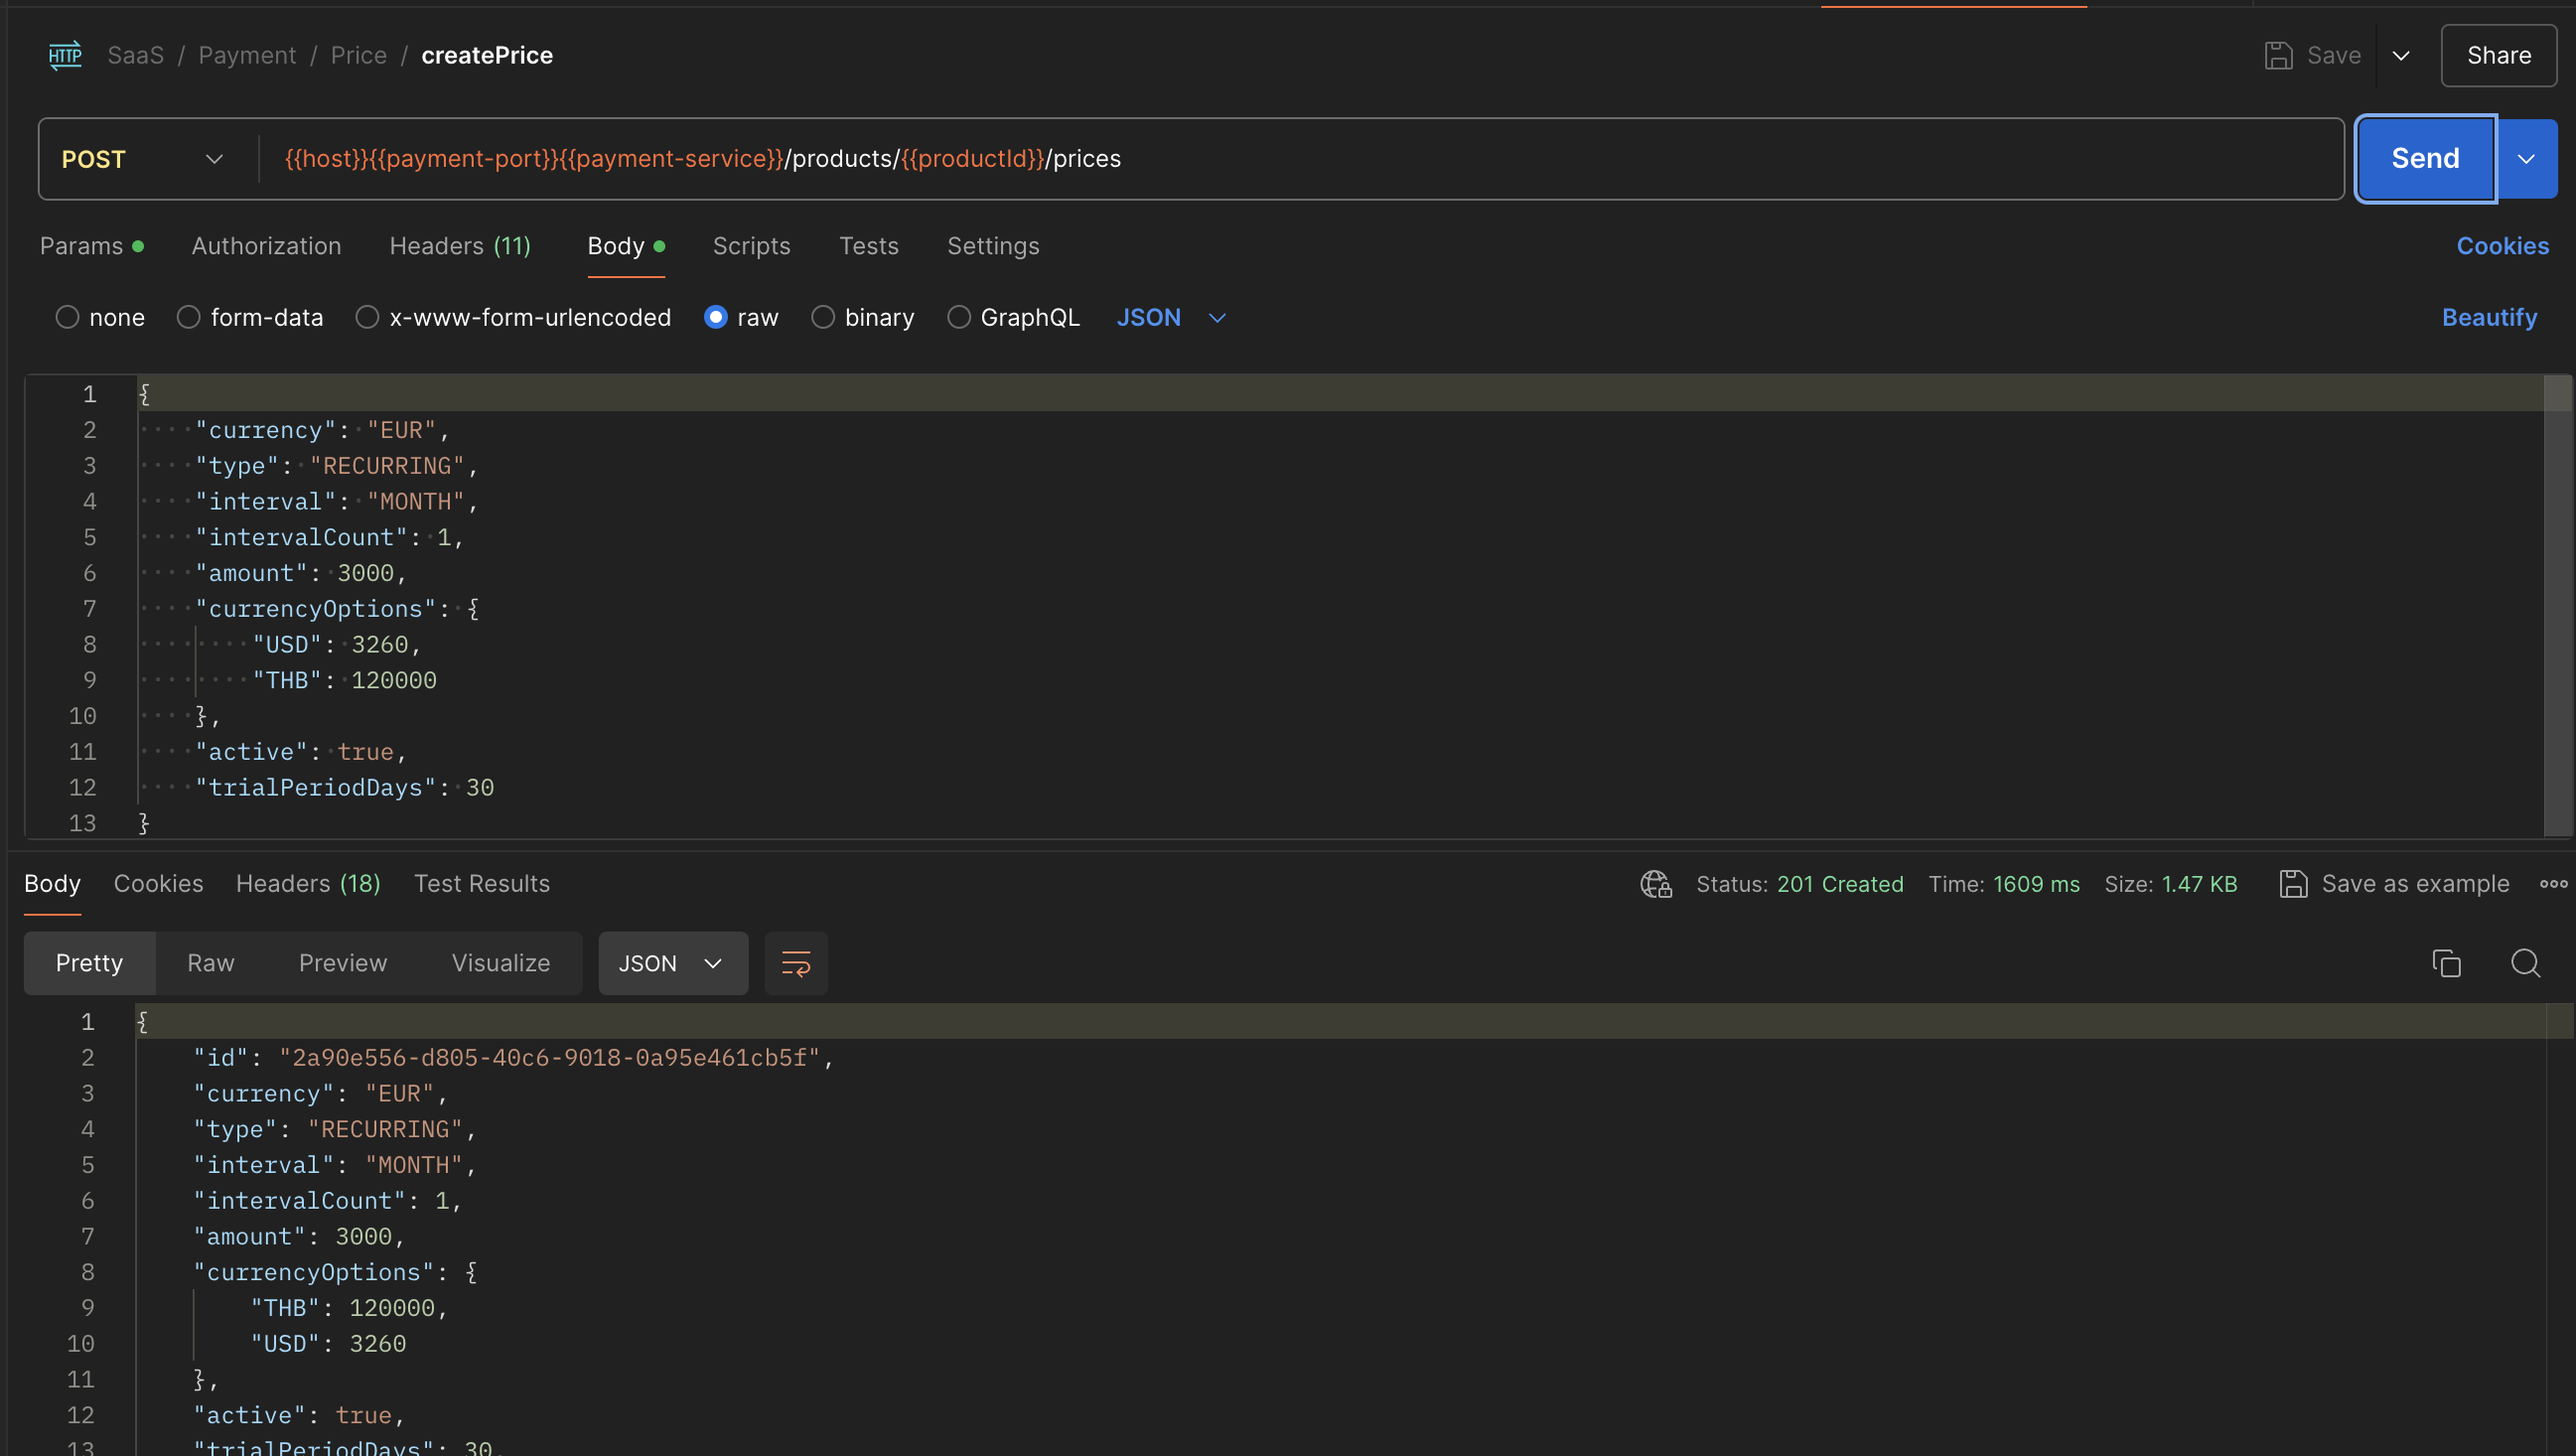 HTTP SaaS / Payment / Price / createPrice Save Share
POST {{host}}{{payment-port}}{{payment-service}}/products/{{productId}}/prices Send
Params Authorization Headers (11) Body Scripts Tests Settings Cookies
none form-data x-www-form-urlencoded raw binary GraphQL JSON Beautify
1 {
2 "currency": "EUR",
3 "type": "RECURRING",
4 "interval": "MONTH",
5 "intervalCount": 1,
6 "amount": 3000,
7 "currencyOptions": {
8 "USD": 3260,
9 "THB": 120000
10 },
11 "active": true,
12 "trialPeriodDays": 30
13 }
Body Cookies Headers (18) Test Results Status: 201 Created Time: 1609 ms Size: 1.47 KB Save as example
Pretty Raw Preview Visualize JSON
1 {
2 "id": "2a90e556-d805-40c6-9018-0a95e461cb5f",
3 "currency": "EUR",
4 "type": "RECURRING",
5 "interval": "MONTH",
6 "intervalCount": 1,
7 "amount": 3000,
8 "currencyOptions": {
9 "THB": 120000,
10 "USD": 3260
11 },
12 "active": true,
13 "trialPeriodDays": 30,